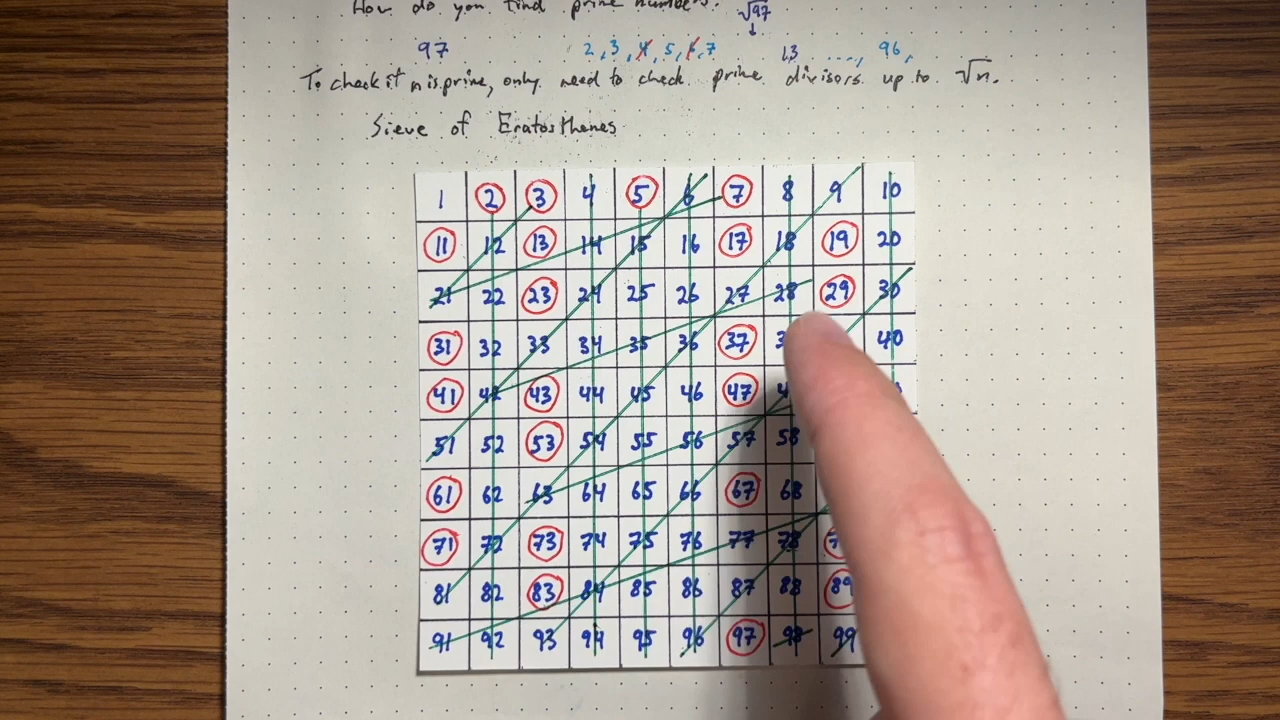 How do you find prime numbers.
√97
97 2, 3, 4, 5, 6, 7 13 ...., 96,
To check if n is prime, only need to check prime divisors up to √n.
Sieve of Eratosthenes
1 2 3 4 5 6 7 8 9 10
11 12 13 14 15 16 17 18 19 20
21 22 23 24 25 26 27 28 29 30
31 32 33 34 35 36 37 40
41 42 43 44 45 46 47
51 52 53 54 55 56 57 58
61 62 63 64 65 66 67 68
71 72 73 74 75 76 77 78
81 82 83 84 85 86 87 88 89
91 92 93 94 95 96 97 98 99